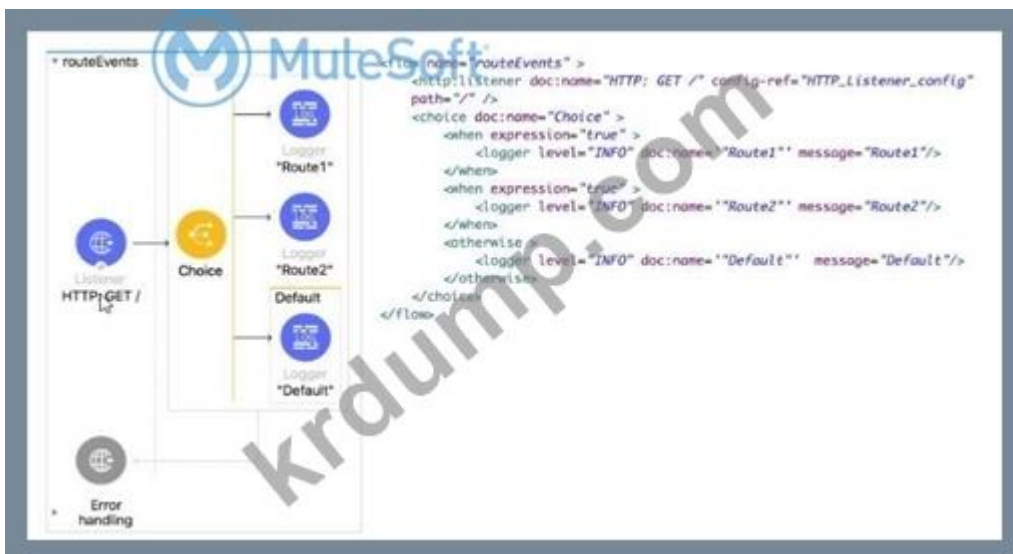 MuleSoft
routeEvents
Logger
"Route1"
Logger
"Route2"
Listener
HTTP: GET /
Choice
Default
Logger
"Default"
Error
handling
<flow name="routeEvents" >
<http:listener doc:name="HTTP: GET /" config-ref="HTTP_Listener_config"
path="/" />
<choice doc:name="Choice" >
<when expression="true" >
<logger level="INFO" doc:name='"Route1"' message="Route1"/>
</when>
<when expression="true" >
<logger level="INFO" doc:name='"Route2"' message="Route2"/>
</when>
<otherwise >
<logger level="INFO" doc:name='"Default"' message="Default"/>
</otherwise>
</choice>
</flow>
krdump.com